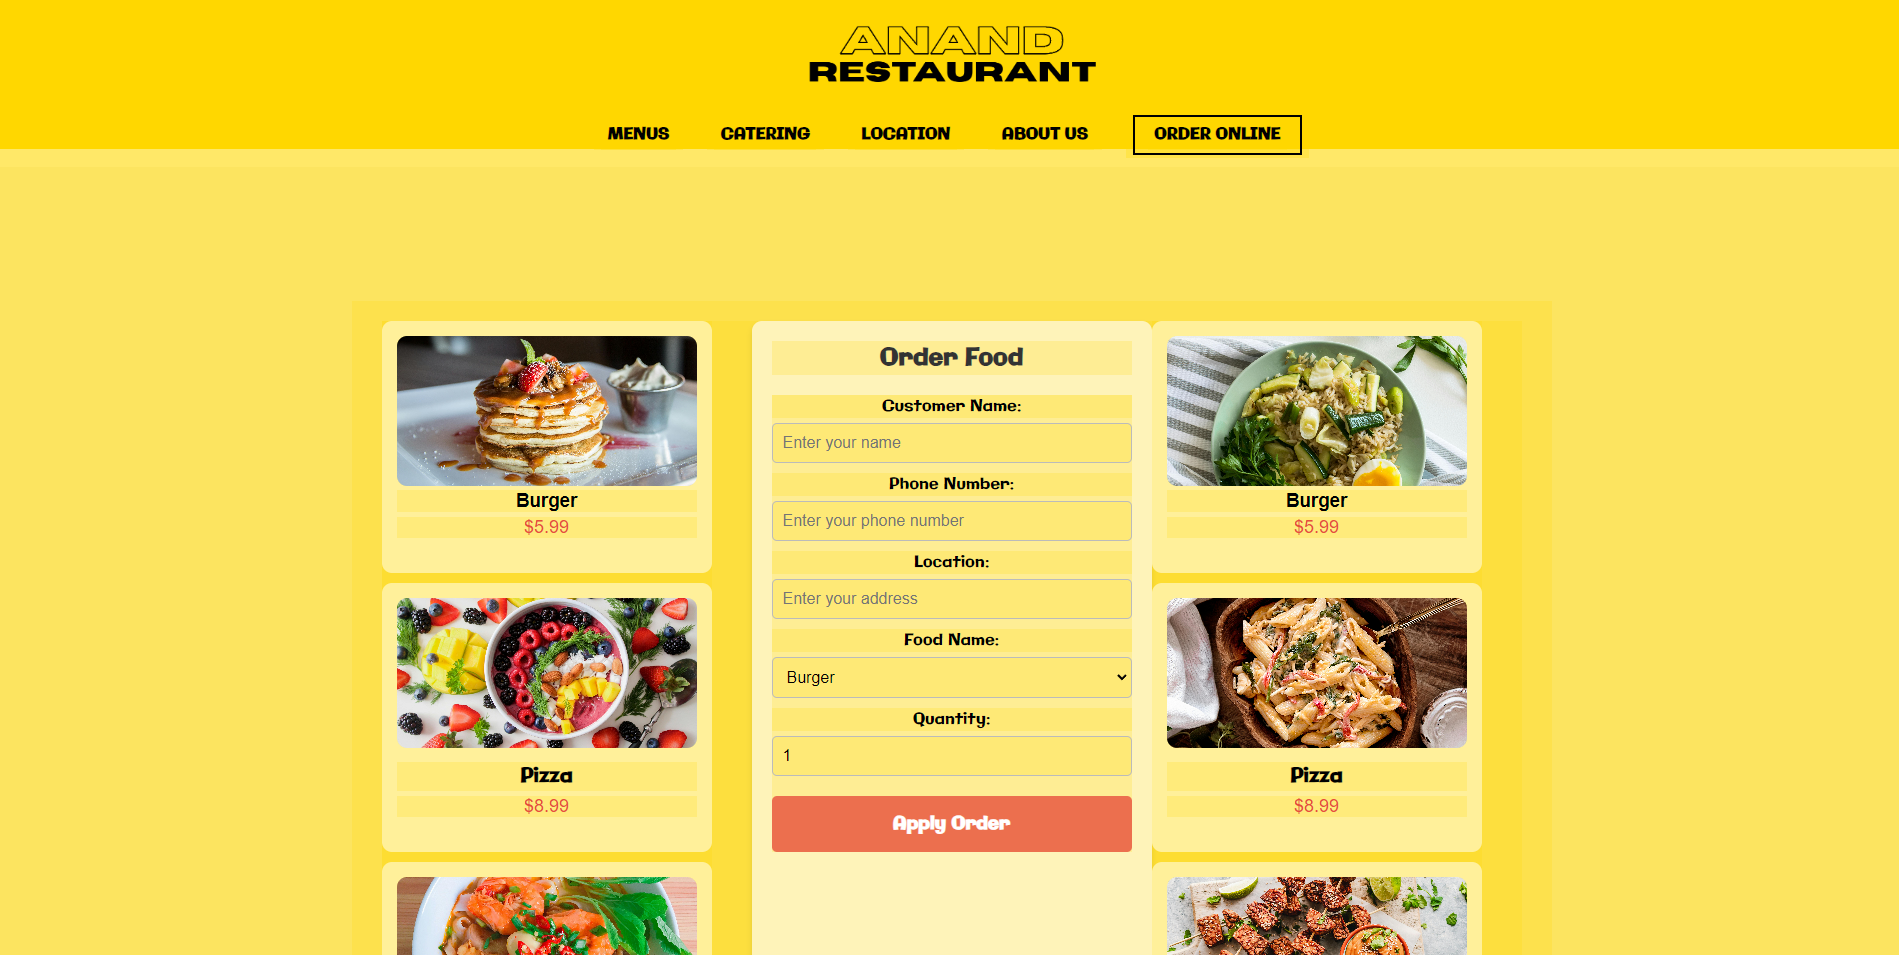 ANAND
RESTAURANT
MENUS
CATERING
LOCATION
ABOUT US
ORDER ONLINE
Burger
$5.99
Pizza
$8.99
Order Food
Customer Name:
Enter your name
Phone Number:
Enter your phone number
Location:
Enter your address
Food Name:
Burger
Quantity:
1
Apply Order
Burger
$5.99
Pizza
$8.99